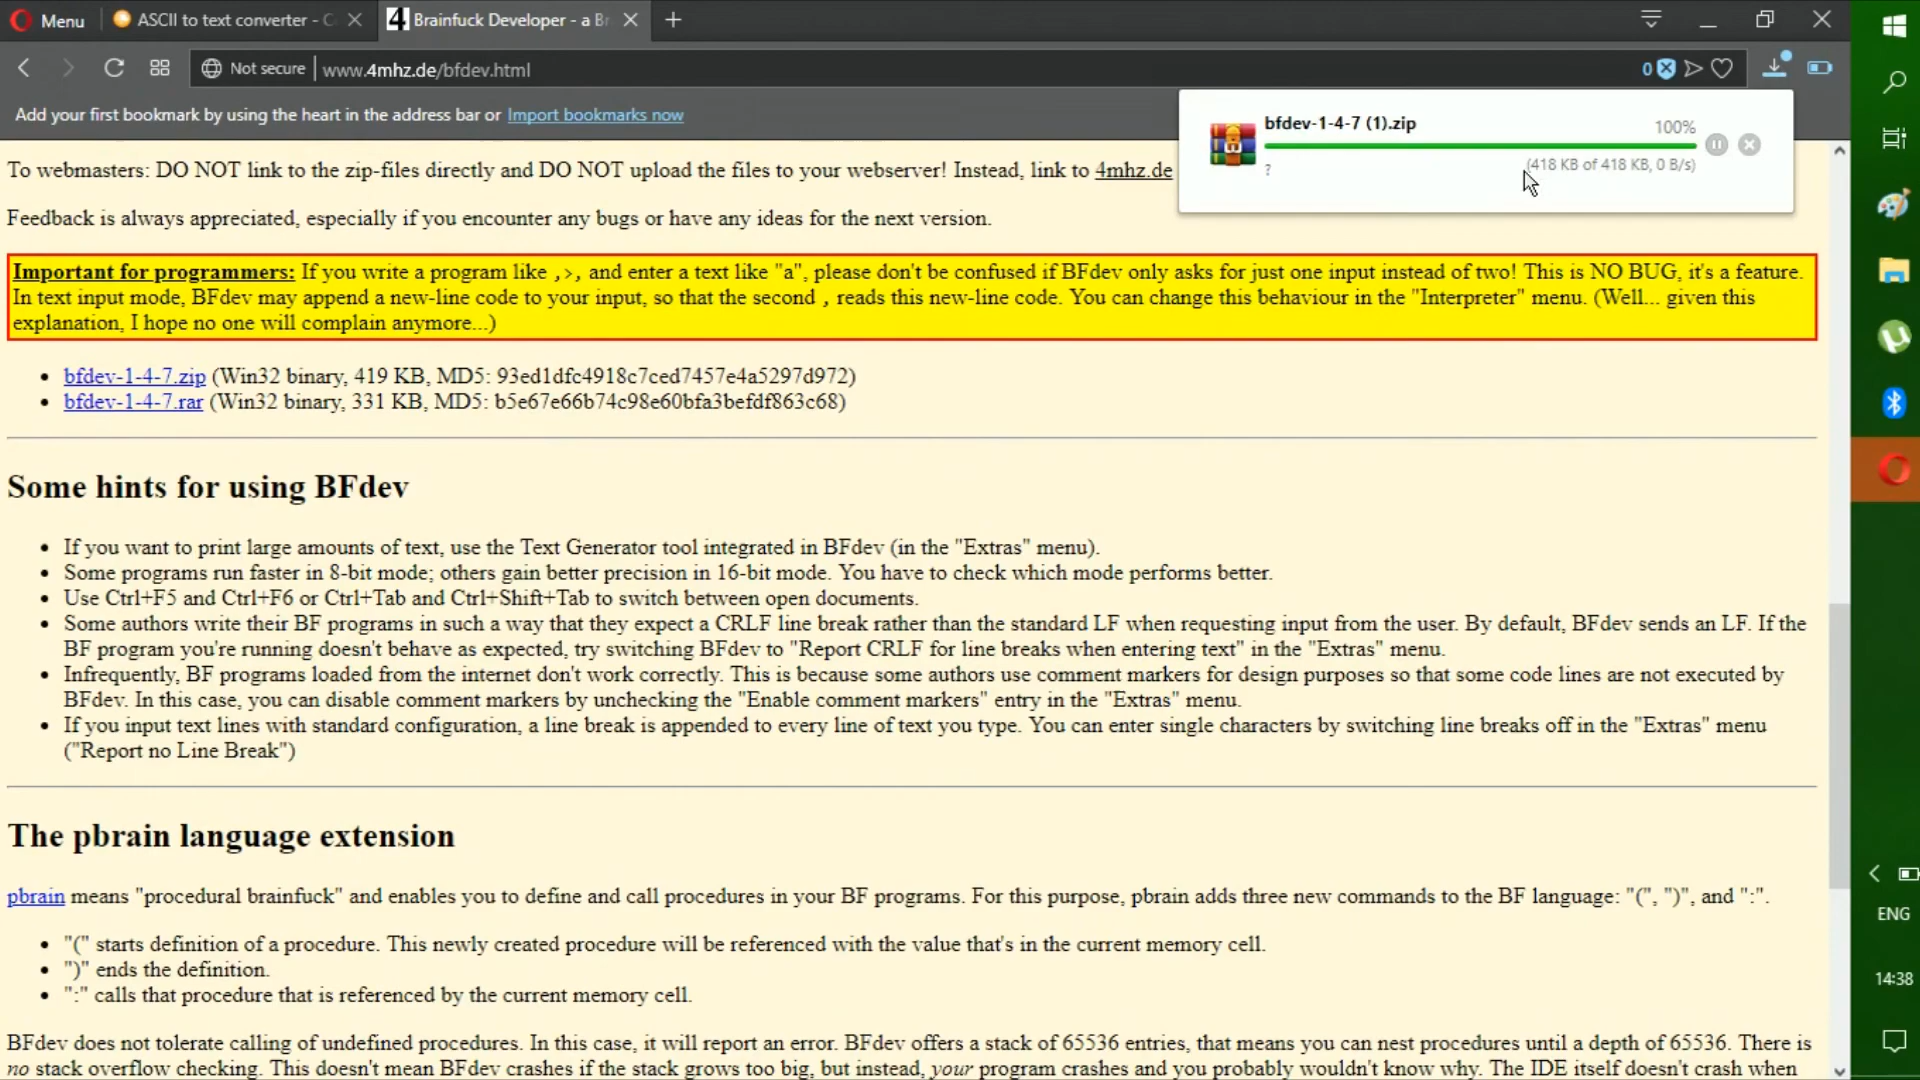 Menu
ASCII to text converter - C
Brainfuck Developer - a Br
Not secure
www.4mhz.de/bfdev.html
0
Add your first bookmark by using the heart in the address bar or Import bookmarks now
bfdev-1-4-7 (1).zip
100%
(418 KB of 418 KB, 0 B/s)
?
To webmasters: DO NOT link to the zip-files directly and DO NOT upload the files to your webserver! Instead, link to 4mhz.de
Feedback is always appreciated, especially if you encounter any bugs or have any ideas for the next version.
Important for programmers: If you write a program like ,>, and enter a text like "a", please don't be confused if BFdev only asks for just one input instead of two! This is NO BUG, it's a feature.
In text input mode, BFdev may append a new-line code to your input, so that the second , reads this new-line code. You can change this behaviour in the "Interpreter" menu. (Well... given this
explanation, I hope no one will complain anymore...)
• bfdev-1-4-7.zip (Win32 binary, 419 KB, MD5: 93ed1dfc4918c7ced7457e4a5297d972)
• bfdev-1-4-7.rar (Win32 binary, 331 KB, MD5: b5e67e66b74c98e60bfa3befdf863c68)
Some hints for using BFdev
• If you want to print large amounts of text, use the Text Generator tool integrated in BFdev (in the "Extras" menu).
• Some programs run faster in 8-bit mode; others gain better precision in 16-bit mode. You have to check which mode performs better.
• Use Ctrl+F5 and Ctrl+F6 or Ctrl+Tab and Ctrl+Shift+Tab to switch between open documents.
• Some authors write their BF programs in such a way that they expect a CRLF line break rather than the standard LF when requesting input from the user. By default, BFdev sends an LF. If the
BF program you're running doesn't behave as expected, try switching BFdev to "Report CRLF for line breaks when entering text" in the "Extras" menu.
• Infrequently, BF programs loaded from the internet don't work correctly. This is because some authors use comment markers for design purposes so that some code lines are not executed by
BFdev. In this case, you can disable comment markers by unchecking the "Enable comment markers" entry in the "Extras" menu.
• If you input text lines with standard configuration, a line break is appended to every line of text you type. You can enter single characters by switching line breaks off in the "Extras" menu
("Report no Line Break")
The pbrain language extension
pbrain means "procedural brainfuck" and enables you to define and call procedures in your BF programs. For this purpose, pbrain adds three new commands to the BF language: "(", ")", and ":".
• "(" starts definition of a procedure. This newly created procedure will be referenced with the value that's in the current memory cell.
• ")" ends the definition.
• ":" calls that procedure that is referenced by the current memory cell.
BFdev does not tolerate calling of undefined procedures. In this case, it will report an error. BFdev offers a stack of 65536 entries, that means you can nest procedures until a depth of 65536. There is
no stack overflow checking. This doesn't mean BFdev crashes if the stack grows too big, but instead, your program crashes and you probably wouldn't know why. The IDE itself doesn't crash when
ENG
14:38